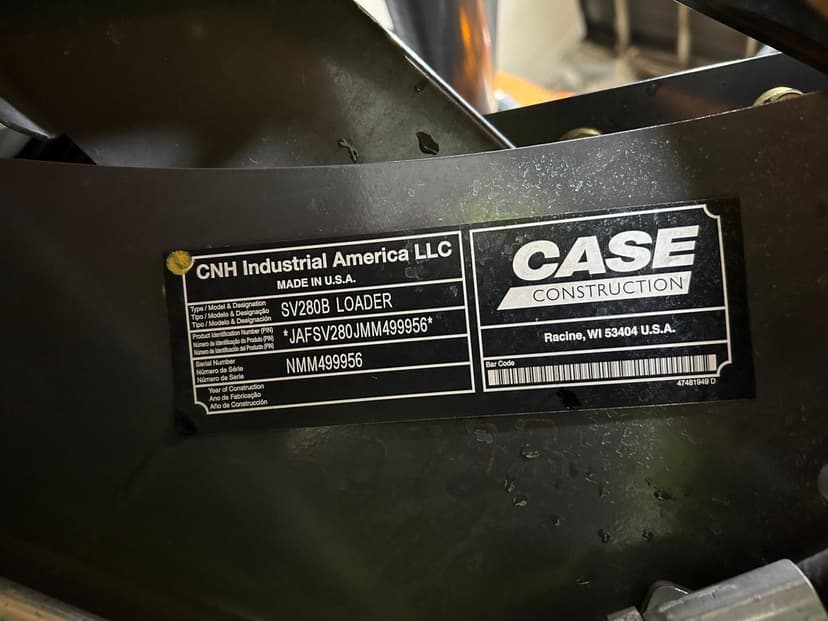 CNH Industrial America LLC
MADE IN U.S.A.
Type / Model & Designation
Tipo / Modelo & Designação
Tipo / Modelo & Designación
SV280B LOADER
Product Identification Number (PIN)
Número de Identificação do Produto (PIN)
Número de Identificación del Producto (PIN)
*JAFSV280JMM499956*
Serial Number
Número de Série
Número de Serie
NMM499956
Year of Construction
Ano de Fabricação
Año de Construcción
CASE
CONSTRUCTION
Racine, WI 53404 U.S.A.
Bar Code
47481949 D